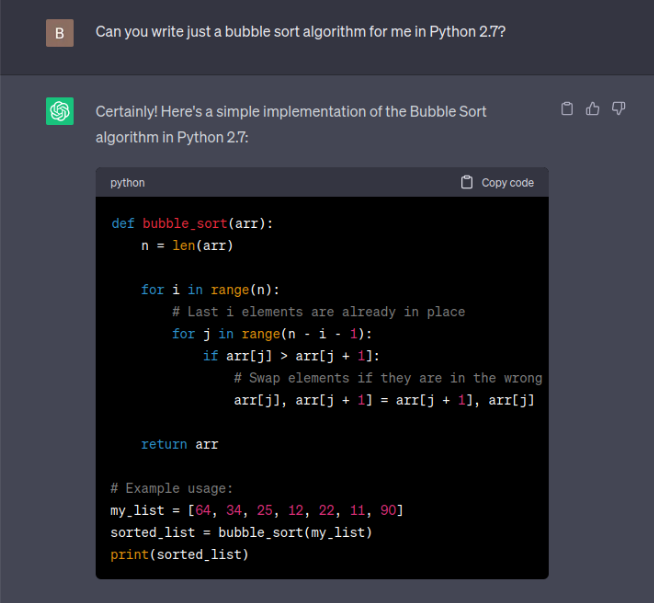 B
Can you write just a bubble sort algorithm for me in Python 2.7?
Certainly! Here's a simple implementation of the Bubble Sort
algorithm in Python 2.7:
python
Copy code
def bubble_sort(arr):
    n = len(arr)
    for i in range(n):
        # Last i elements are already in place
        for j in range(n - i - 1):
            if arr[j] > arr[j + 1]:
                # Swap elements if they are in the wrong
                arr[j], arr[j + 1] = arr[j + 1], arr[j]
    return arr
# Example usage:
my_list = [64, 34, 25, 12, 22, 11, 90]
sorted_list = bubble_sort(my_list)
print(sorted_list)